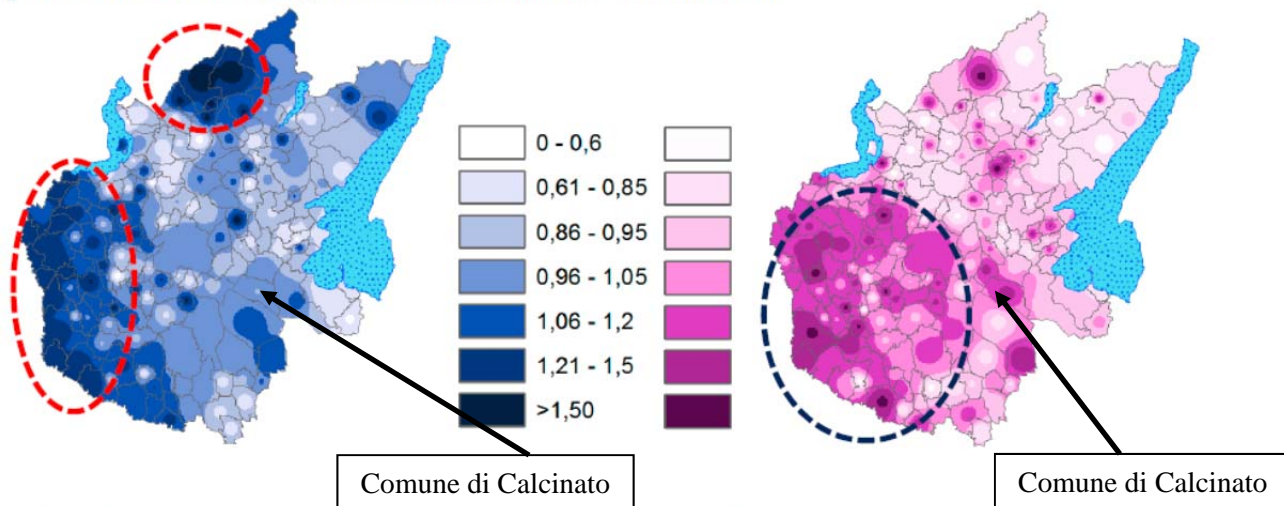 0 - 0,6
0,61 - 0,85
0,86 - 0,95
0,96 - 1,05
1,06 - 1,2
1,21 - 1,5
>1,50
Comune di Calcinato
Comune di Calcinato